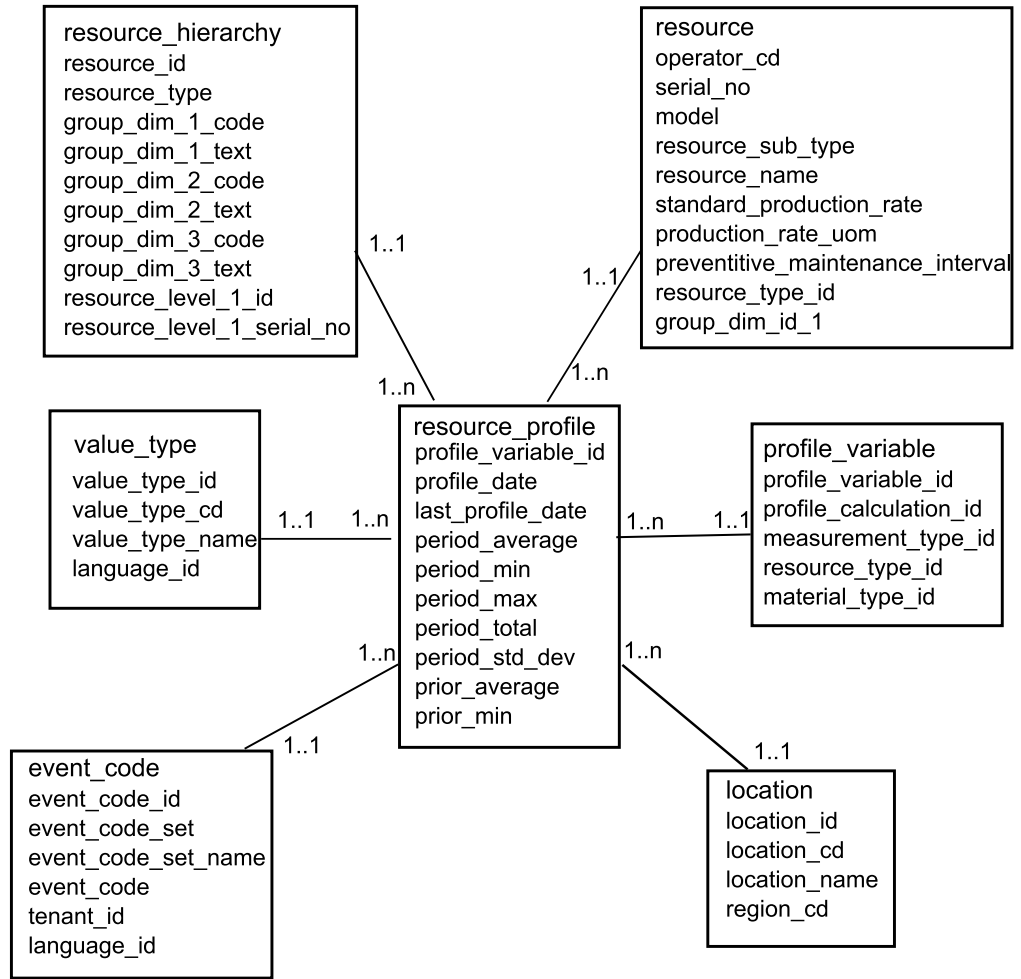 resource_hierarchy
resource_id
resource_type
group_dim_1_code
group_dim_1_text
group_dim_2_code
group_dim_2_text
group_dim_3_code
group_dim_3_text
resource_level_1_id
resource_level_1_serial_no
1..1
1..n
resource
operator_cd
serial_no
model
resource_sub_type
resource_name
standard_production_rate
production_rate_uom
preventitive_maintenance_interval
resource_type_id
group_dim_id_1
1..1
1..n
value_type
value_type_id
value_type_cd
value_type_name
language_id
1..1
1..n
resource_profile
profile_variable_id
profile_date
last_profile_date
period_average
period_min
period_max
period_total
period_std_dev
prior_average
prior_min
1..n
1..1
profile_variable
profile_variable_id
profile_calculation_id
measurement_type_id
resource_type_id
material_type_id
1..n
1..1
event_code
event_code_id
event_code_set
event_code_set_name
event_code
tenant_id
language_id
1..n
1..1
location
location_id
location_cd
location_name
region_cd